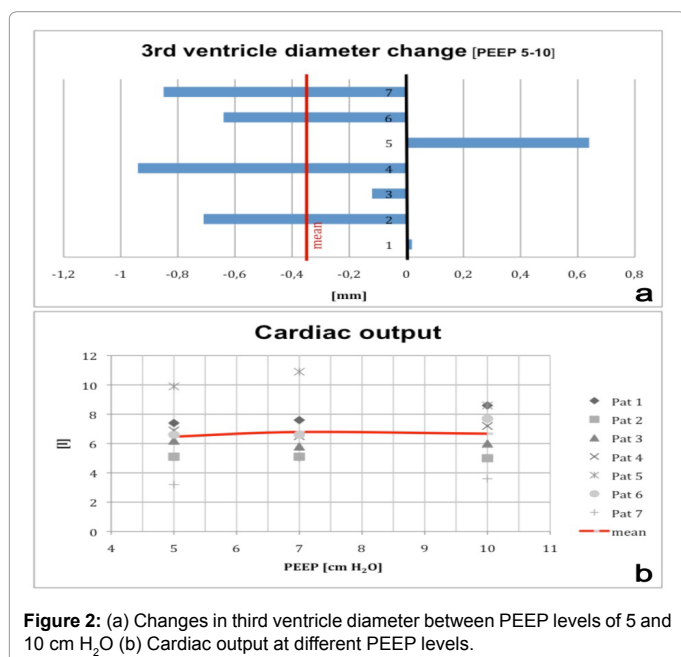 3rd ventricle diameter change [PEEP 5-10]
7
6
5
4
3
2
1
mean
-1,2 -1 -0,8 -0,6 -0,4 -0,2 0 0,2 0,4 0,6 0,8
[mm]
a
Cardiac output
12
10
8
6
4
2
0
[l]
4 5 6 7 8 9 10 11
PEEP [cm H₂O]
Pat 1
Pat 2
Pat 3
Pat 4
Pat 5
Pat 6
Pat 7
mean
b
Figure 2: (a) Changes in third ventricle diameter between PEEP levels of 5 and
10 cm H₂O (b) Cardiac output at different PEEP levels.